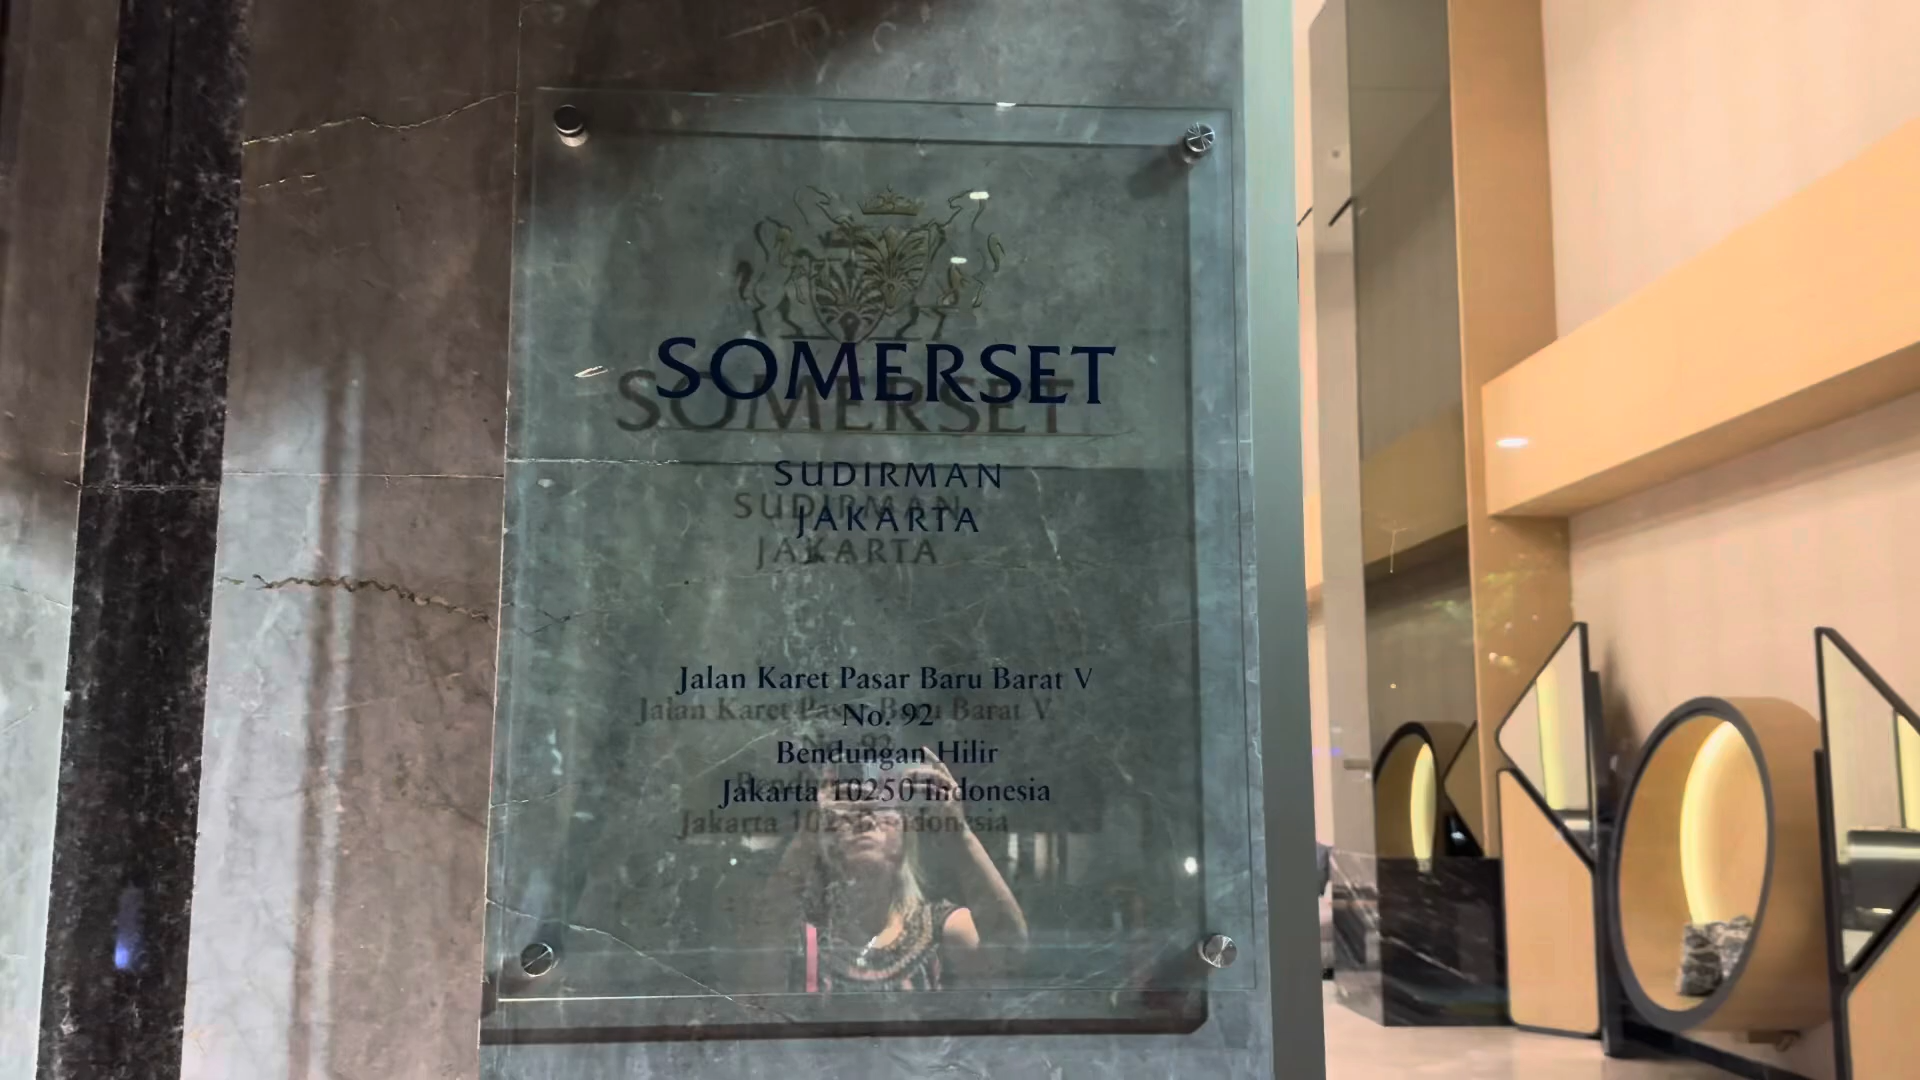 SOMERSET
SUDIRMAN
JAKARTA
Jalan Karet Pasar Baru Barat V
No. 92
Bendungan Hilir
Jakarta 10250 Indonesia